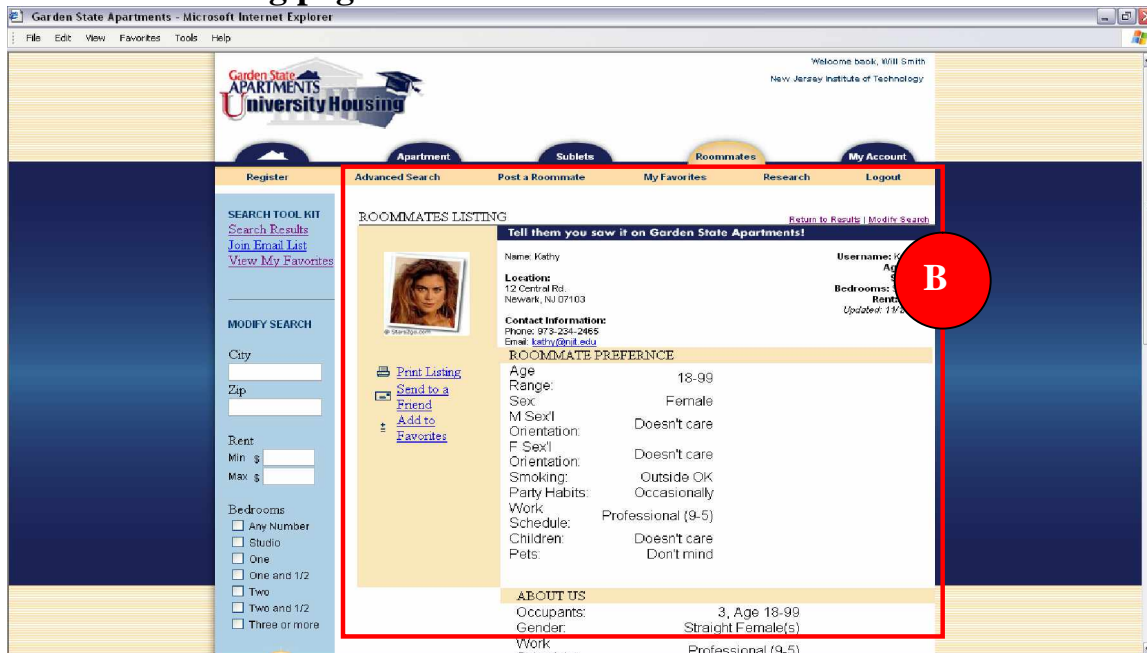 Garden State Apartments - Microsoft Internet Explorer
File Edit View Favorites Tools Help
Welcome back, Will Smith
New Jersey Institute of Technology
Garden State
APARTMENTS
University Housing
Apartment Sublets Roommates My Account
Register Advanced Search Post a Roommate My Favorites Research Logout
SEARCH TOOL KIT
Search Results
Join Email List
View My Favorites
MODIFY SEARCH
City
Zip
Rent
Min $
Max $
Bedrooms
Any Number
Studio
One
One and 1/2
Two
Two and 1/2
Three or more
ROOMMATES LISTING
Return to Results | Modify Search
Tell them you saw it on Garden State Apartments!
Name: Kathy
Location:
12 Central Rd.
Newark, NJ 07103
Contact Information:
Phone: 973-234-2465
Email: kathy@njit.edu
Username:
Bedrooms:
Rent:
Updated:
B
Print Listing
Send to a
Friend
Add to
Favorites
ROOMMATE PREFERNCE
Age
Range: 18-99
Sex: Female
M Sex'l
Orientation: Doesn't care
F Sex'l
Orientation: Doesn't care
Smoking: Outside OK
Party Habits: Occasionally
Work
Schedule: Professional (9-5)
Children: Doesn't care
Pets: Don't mind
ABOUT US
Occupants: 3, Age 18-99
Gender: Straight Female(s)
Work
Professional (9-5)